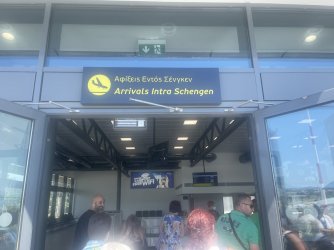 Αφίξεις Εντός Σένγκεν
Arrivals Intra Schengen